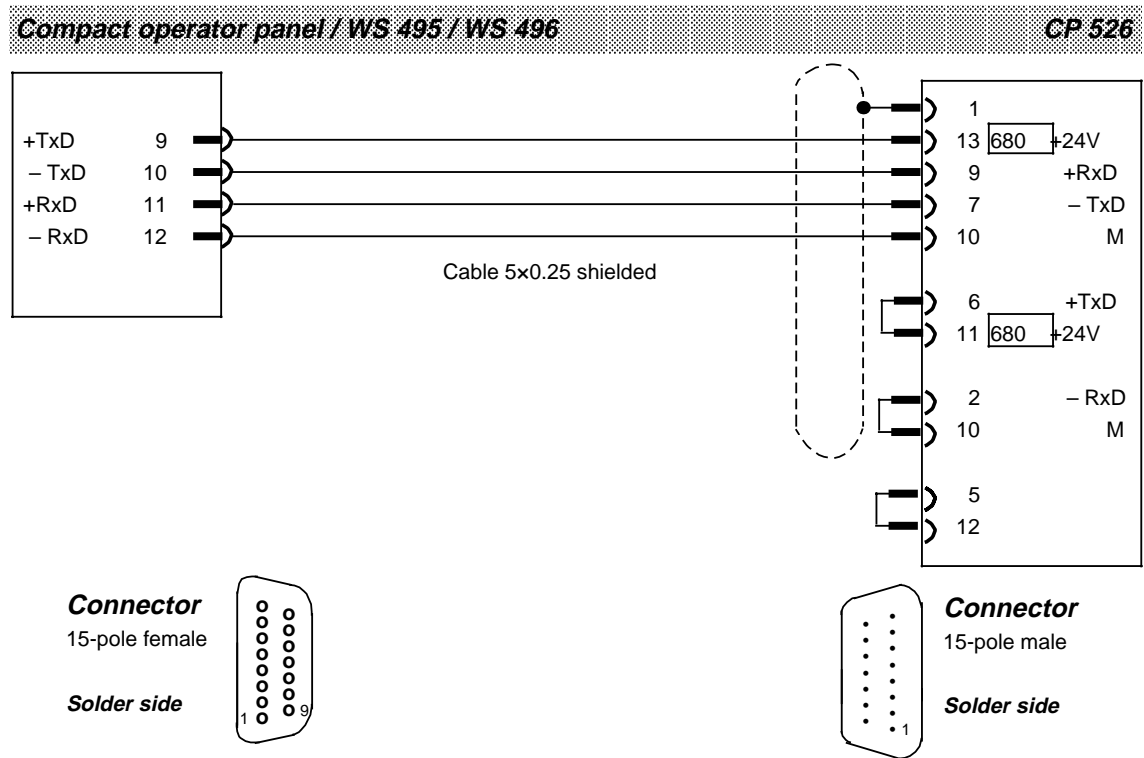 Compact operator panel / WS 495 / WS 496 CP 526
1
+TxD 9 13 680 +24V
– TxD 10 9 +RxD
+RxD 11 7 – TxD
– RxD 12 10 M
Cable 5×0.25 shielded
6 +TxD
11 680 +24V
2 – RxD
10 M
5
12
Connector
15-pole female
Solder side
1 9
Connector
15-pole male
Solder side
1